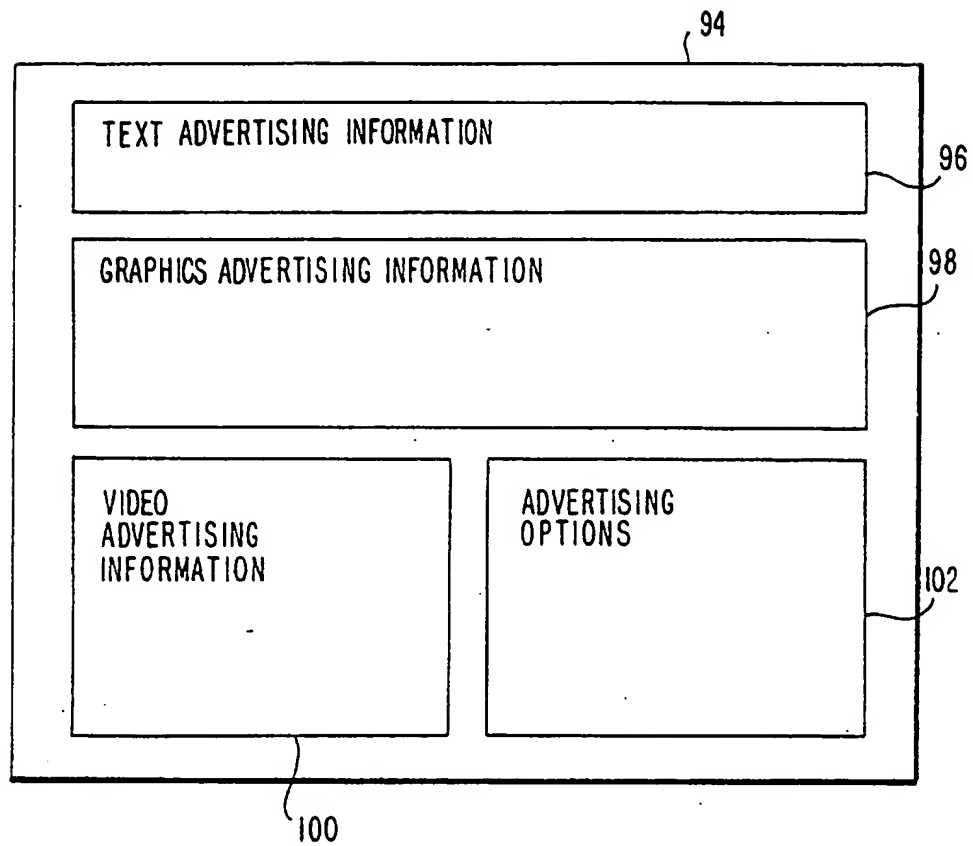 94
TEXT ADVERTISING INFORMATION
96
GRAPHICS ADVERTISING INFORMATION
98
VIDEO
ADVERTISING
INFORMATION
ADVERTISING
OPTIONS
102
100